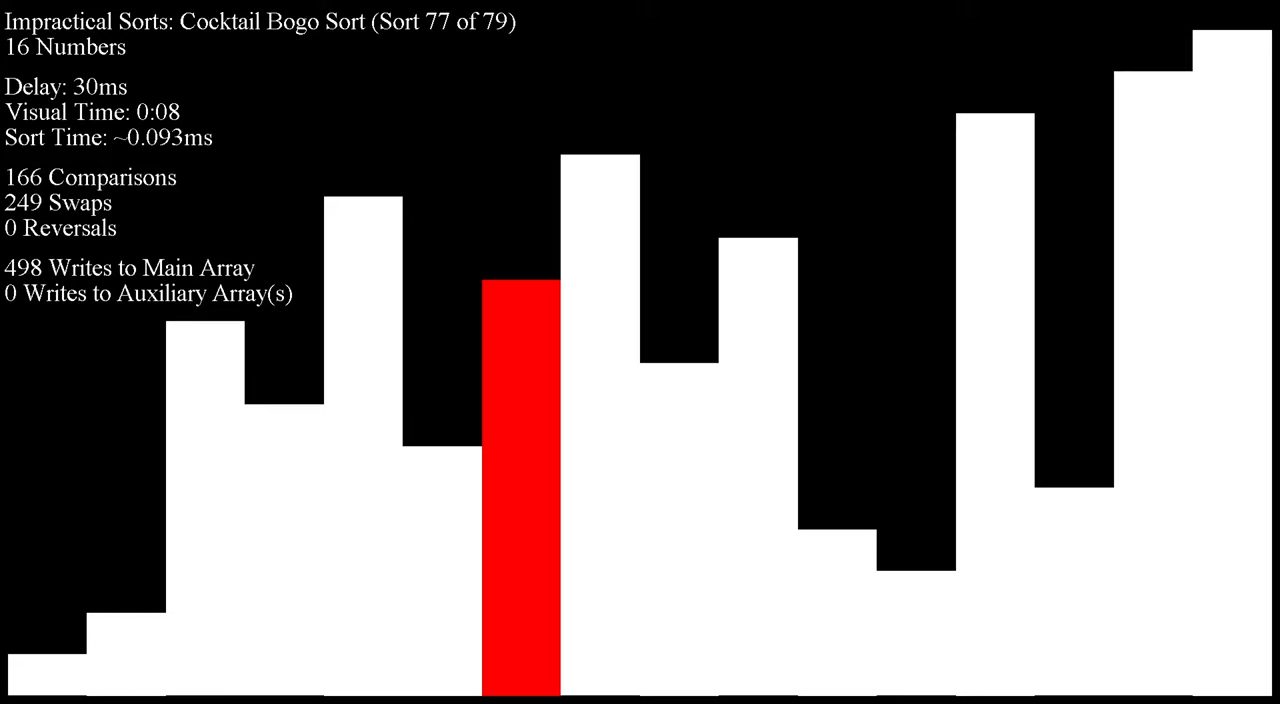 Impractical Sorts: Cocktail Bogo Sort (Sort 77 of 79)
16 Numbers
Delay: 30ms
Visual Time: 0:08
Sort Time: ~0.093ms
166 Comparisons
249 Swaps
0 Reversals
498 Writes to Main Array
0 Writes to Auxiliary Array(s)